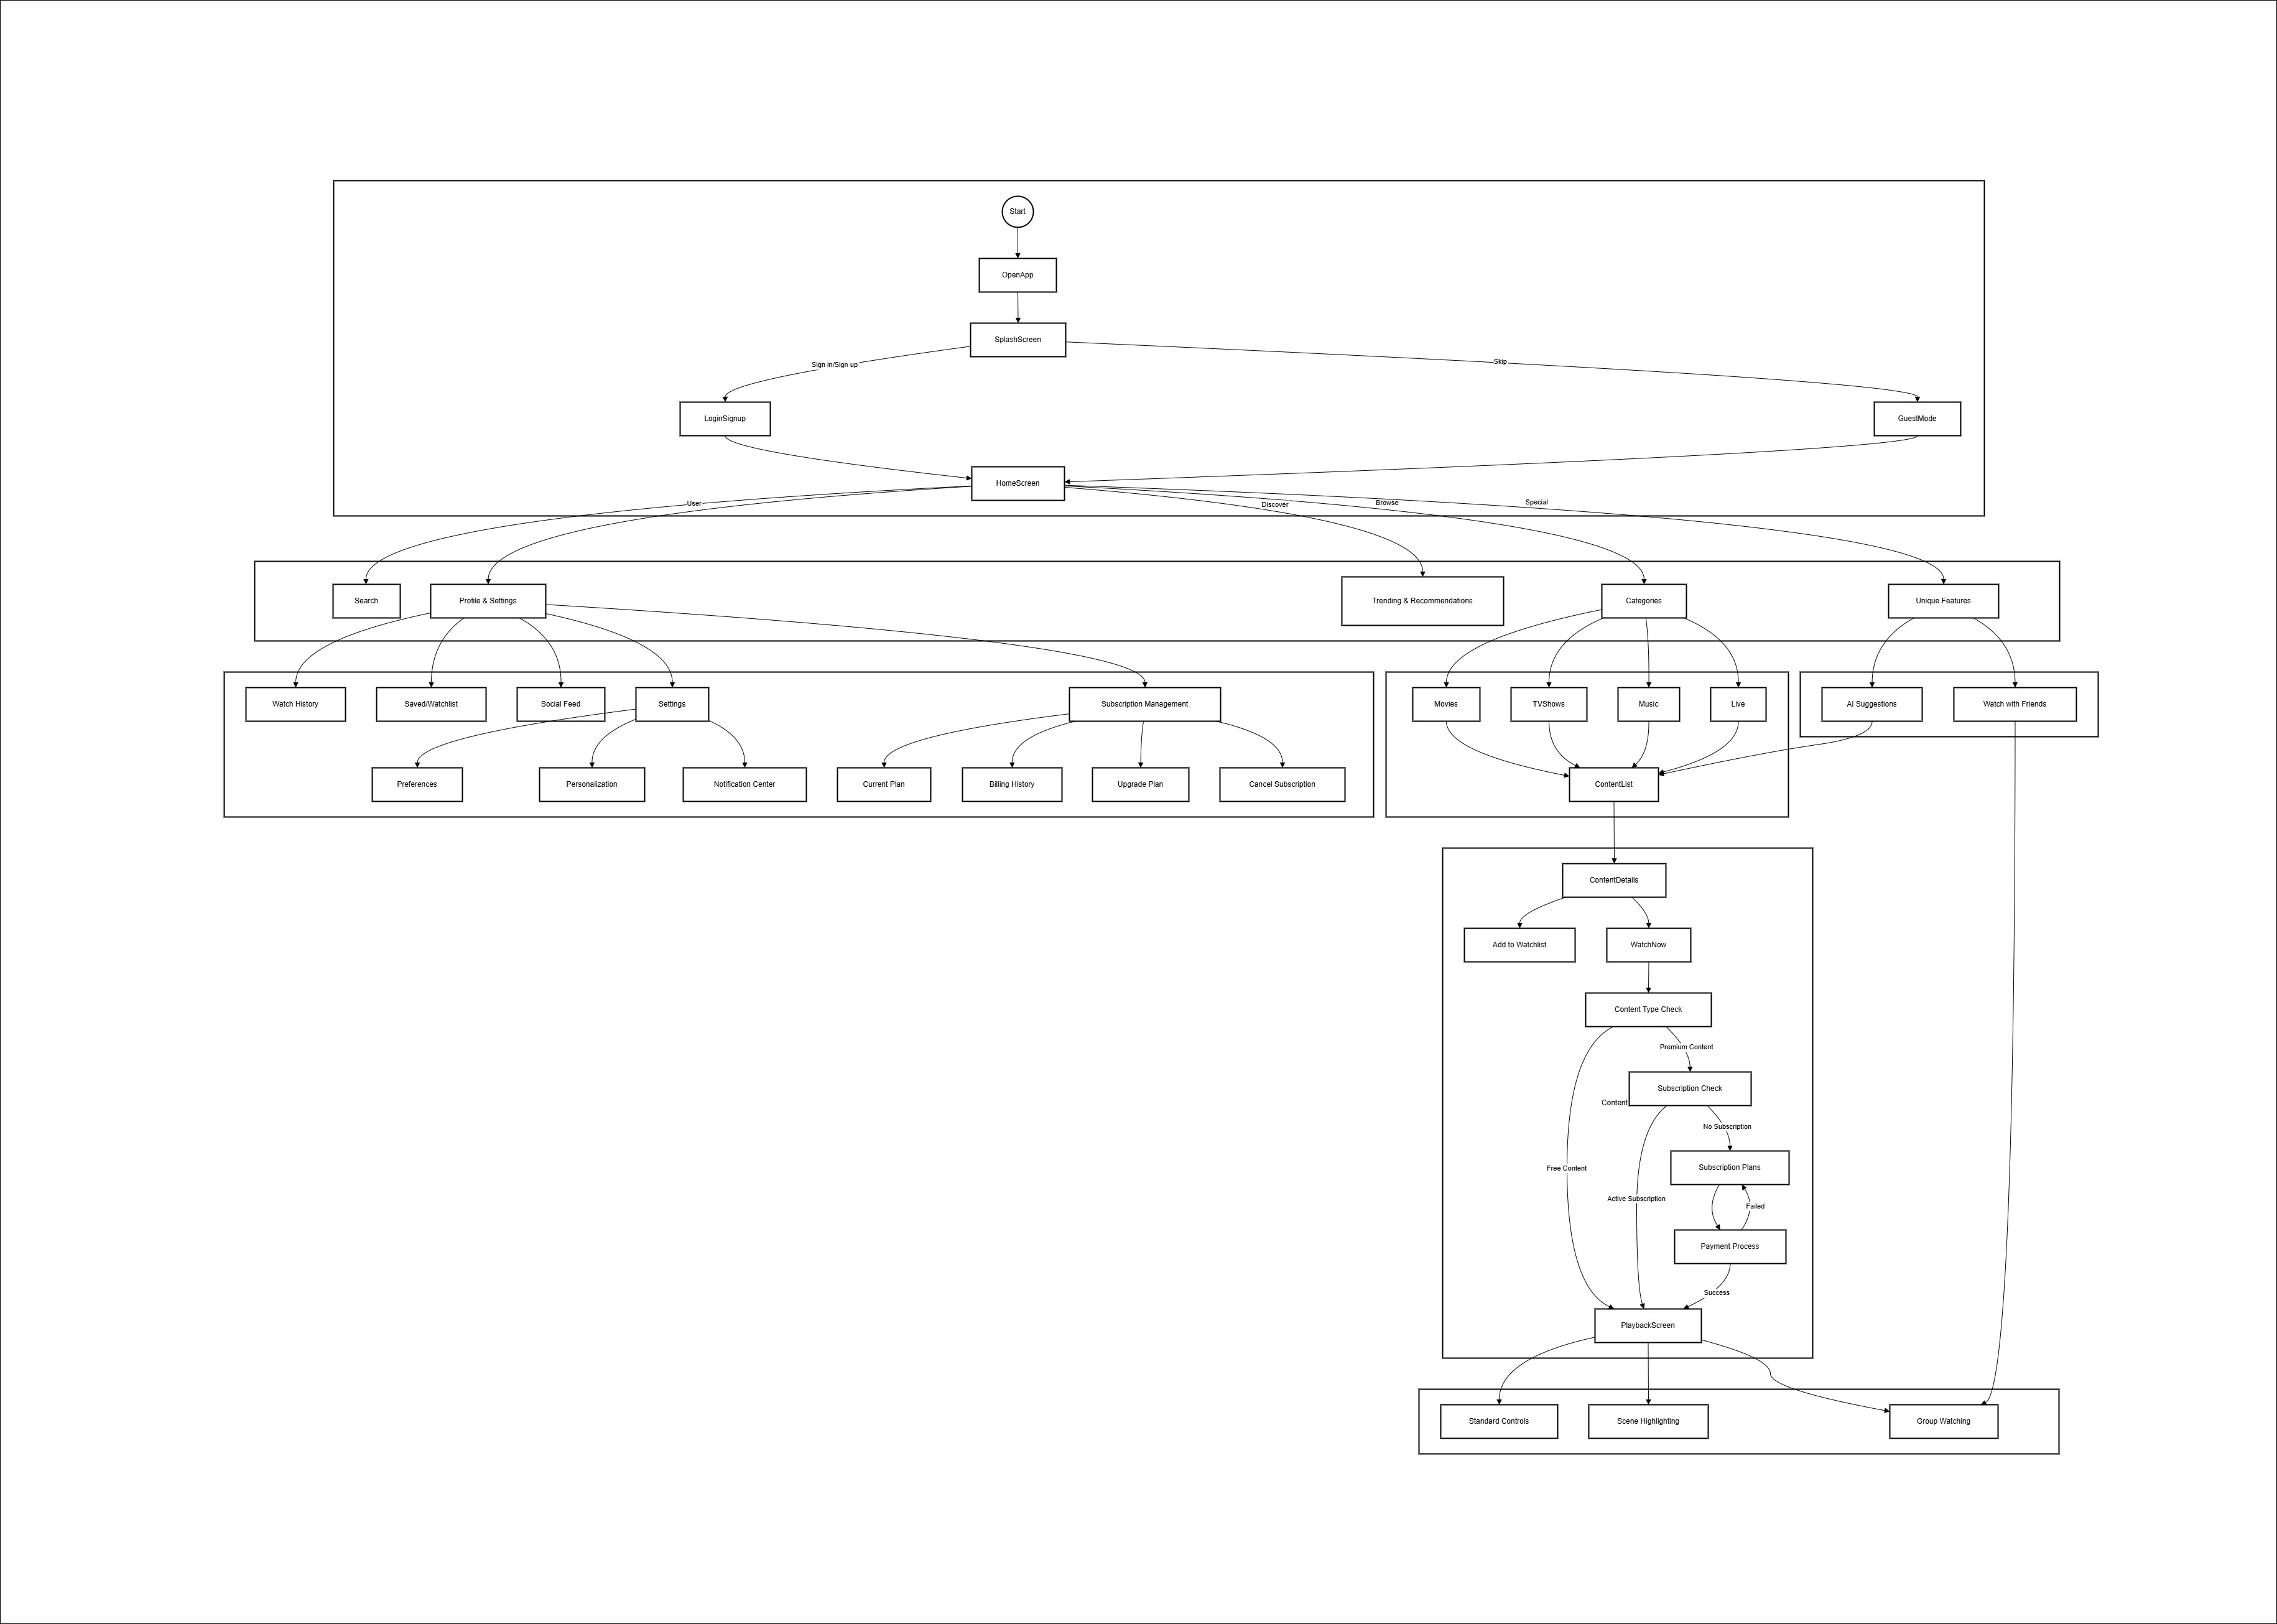 Start
OpenApp
SplashScreen
Sign in/Sign up
Skip
LoginSignup
GuestMode
HomeScreen
User
Discover
Browse
Special
Search
Profile & Settings
Trending & Recommendations
Categories
Unique Features
Watch History
Saved/Watchlist
Social Feed
Settings
Subscription Management
Movies
TVShows
Music
Live
AI Suggestions
Watch with Friends
Preferences
Personalization
Notification Center
Current Plan
Billing History
Upgrade Plan
Cancel Subscription
ContentList
ContentDetails
Add to Watchlist
WatchNow
Content Type Check
Premium Content
Subscription Check
Content
No Subscription
Free Content
Subscription Plans
Active Subscription
Failed
Payment Process
Success
PlaybackScreen
Standard Controls
Scene Highlighting
Group Watching